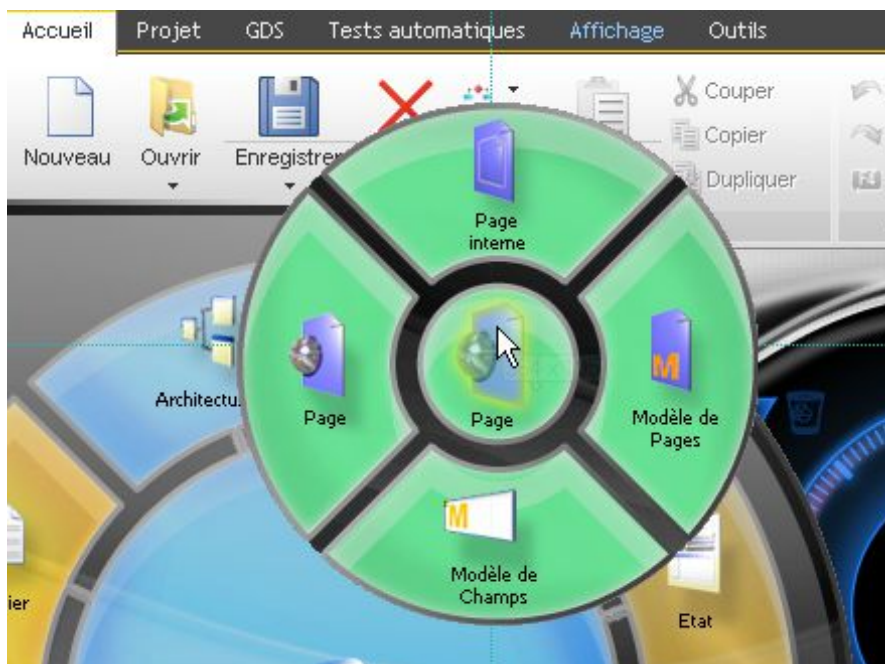 Accueil Projet GDS Tests automatiques Affichage Outils
Couper
Copier
Nouveau Ouvrir Enregistrer
Dupliquer
Page
interne
Architectu
Page
Page
Modèle de
Pages
Modèle de
Champs
ier
Etat